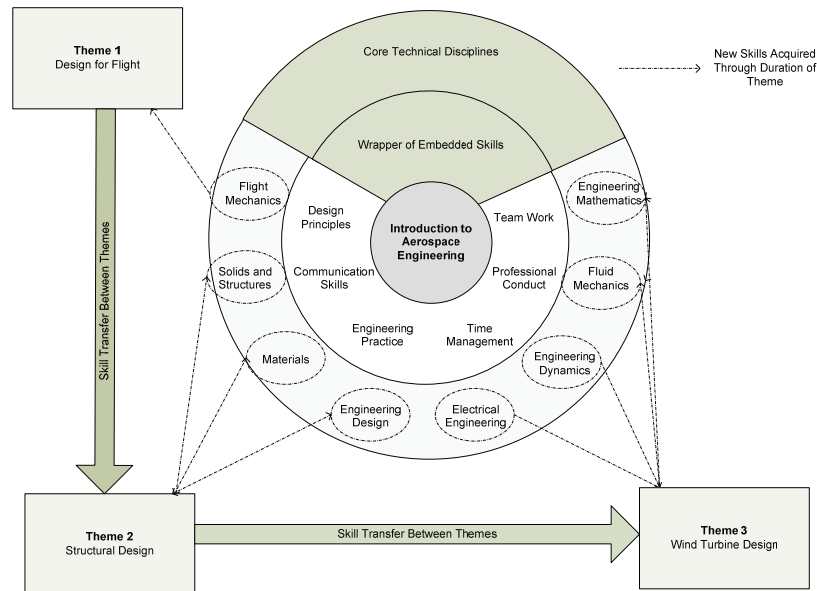 Theme 1
Design for Flight
Core Technical Disciplines
New Skills Acquired
Through Duration of
Theme
Wrapper of Embedded Skills
Flight
Mechanics
Design
Principles
Introduction to
Aerospace
Engineering
Team Work
Engineering
Mathematics
Solids and
Structures
Communication
Skills
Professional
Conduct
Fluid
Mechanics
Engineering
Practice
Time
Management
Materials
Engineering
Dynamics
Engineering
Design
Electrical
Engineering
Skill Transfer Between Themes
Theme 2
Structural Design
Skill Transfer Between Themes
Theme 3
Wind Turbine Design